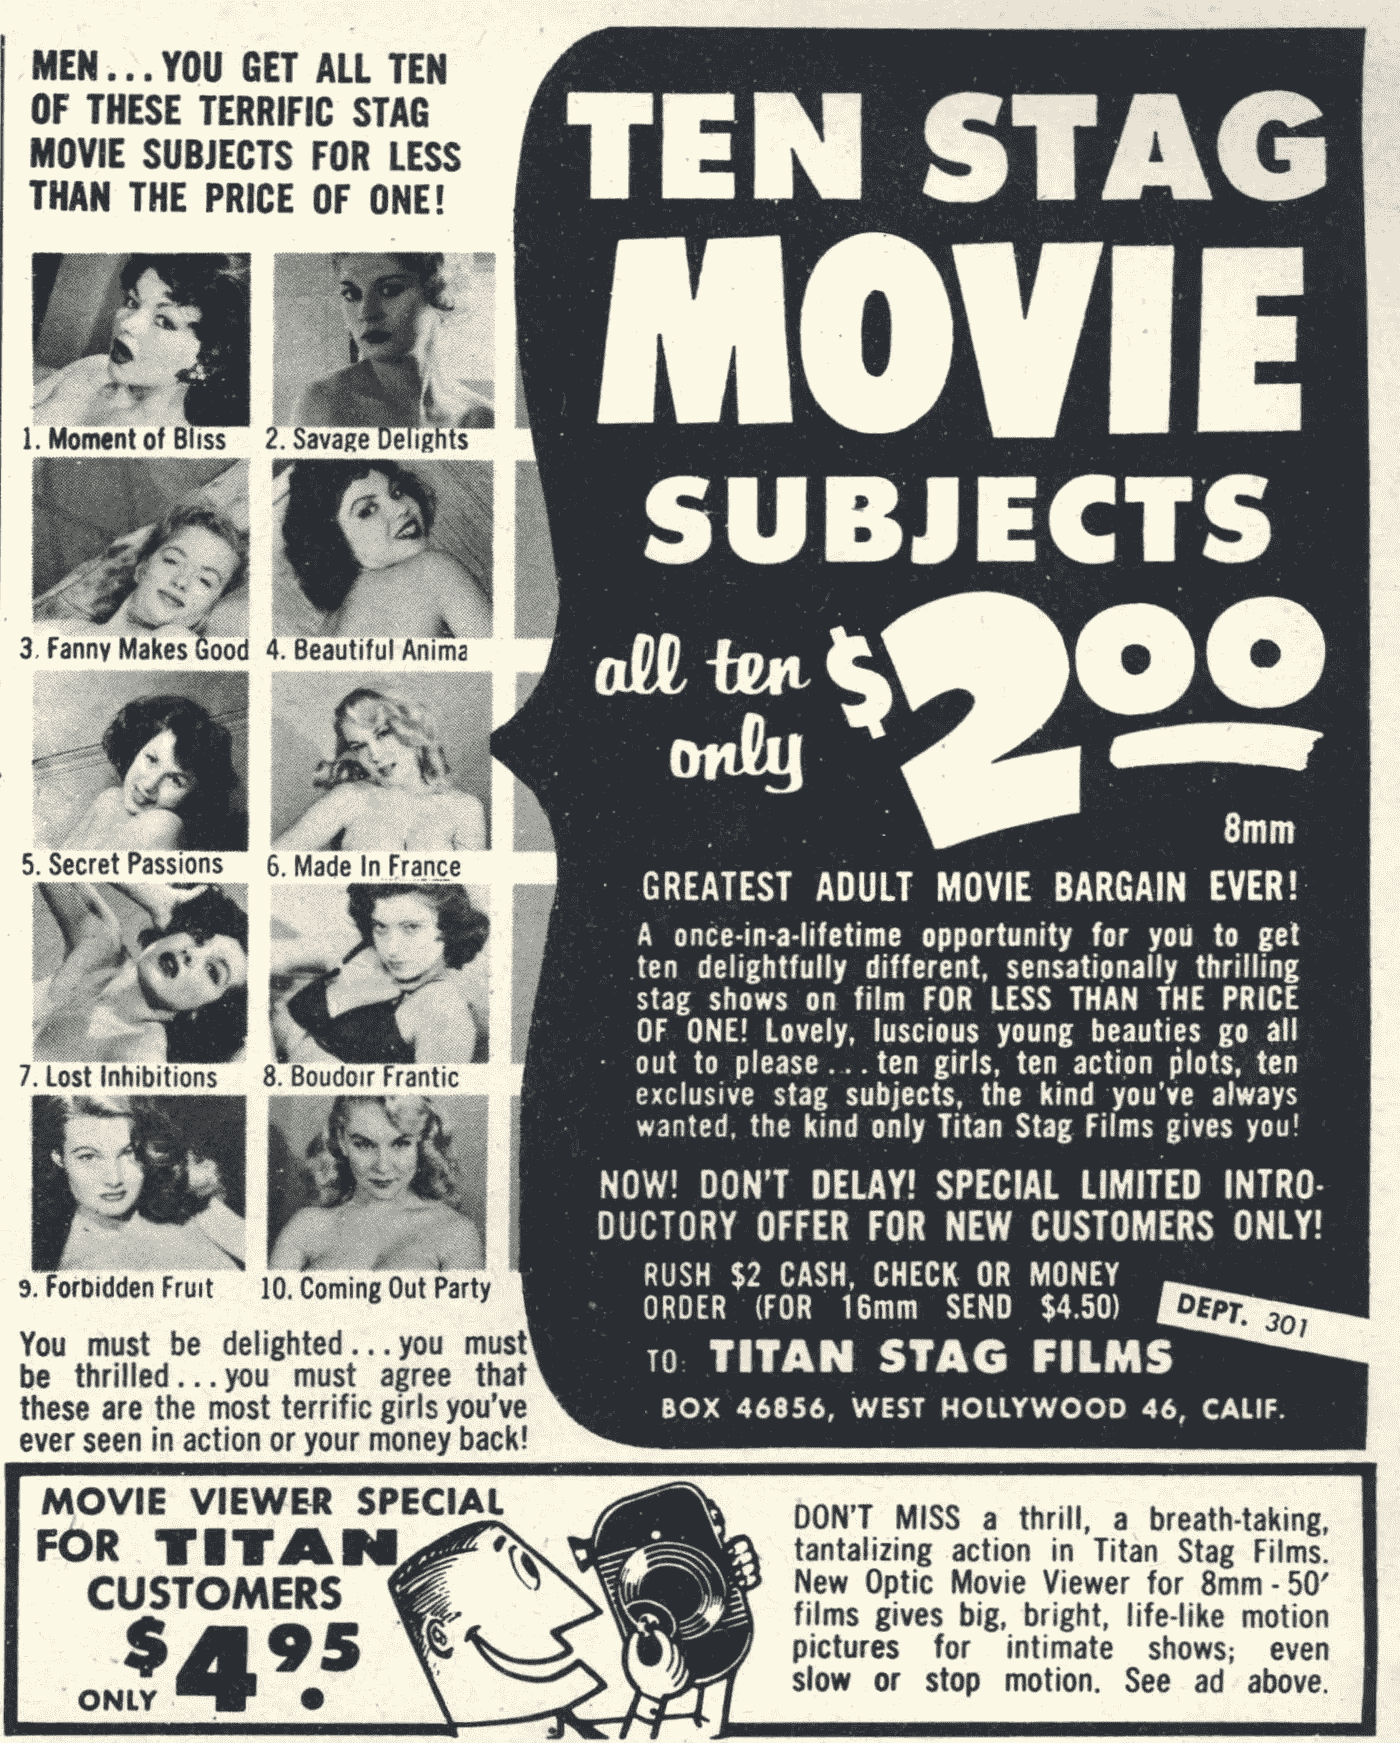 MEN...YOU GET ALL TEN
OF THESE TERRIFIC STAG
MOVIE SUBJECTS FOR LESS
THAN THE PRICE OF ONE!
1. Moment of Bliss
2. Savage Delights
3. Fanny Makes Good
4. Beautiful Anima
5. Secret Passions
6. Made In France
7. Lost Inhibitions
8. Boudoir Frantic
9. Forbidden Fruit
10. Coming Out Party
You must be delighted...you must
be thrilled...you must agree that
these are the most terrific girls you've
ever seen in action or your money back!
TEN STAG
MOVIE
SUBJECTS
all ten
only
$2.00
8mm
GREATEST ADULT MOVIE BARGAIN EVER!
A once-in-a-lifetime opportunity for you to get
ten delightfully different, sensationally thrilling
stag shows on film FOR LESS THAN THE PRICE
OF ONE! Lovely, luscious young beauties go all
out to please...ten girls, ten action plots, ten
exclusive stag subjects, the kind you've always
wanted, the kind only Titan Stag Films gives you!
NOW! DON'T DELAY! SPECIAL LIMITED INTRO-
DUCTORY OFFER FOR NEW CUSTOMERS ONLY!
RUSH $2 CASH, CHECK OR MONEY
ORDER (FOR 16mm SEND $4.50)
DEPT. 301
TO: TITAN STAG FILMS
BOX 46856, WEST HOLLYWOOD 46, CALIF.
MOVIE VIEWER SPECIAL
FOR TITAN
CUSTOMERS
ONLY $4.95
DON'T MISS a thrill, a breath-taking,
tantalizing action in Titan Stag Films.
New Optic Movie Viewer for 8mm - 50'
films gives big, bright, life-like motion
pictures for intimate shows; even
slow or stop motion. See ad above.